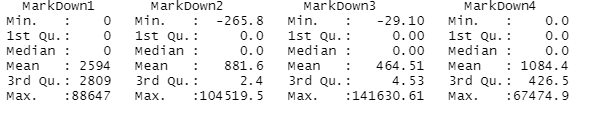 MarkDown1 MarkDown2 MarkDown3 MarkDown4
Min. : 0 Min. : -265.8 Min. : -29.10 Min. : 0.0
1st Qu.: 0 1st Qu.: 0.0 1st Qu.: 0.00 1st Qu.: 0.0
Median : 0 Median : 0.0 Median : 0.00 Median : 0.0
Mean : 2594 Mean : 881.6 Mean : 464.51 Mean : 1084.4
3rd Qu.: 2809 3rd Qu.: 2.4 3rd Qu.: 4.53 3rd Qu.: 426.5
Max. :88647 Max. :104519.5 Max. :141630.61 Max. :67474.9